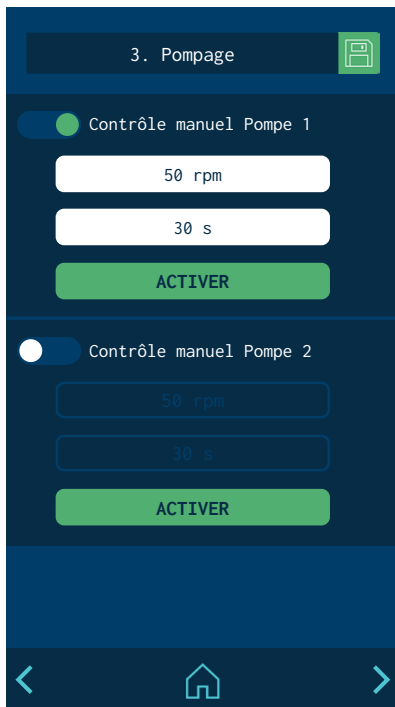 3. Pompage
Contrôle manuel Pompe 1
50 rpm
30 s
ACTIVER
Contrôle manuel Pompe 2
50 rpm
30 s
ACTIVER